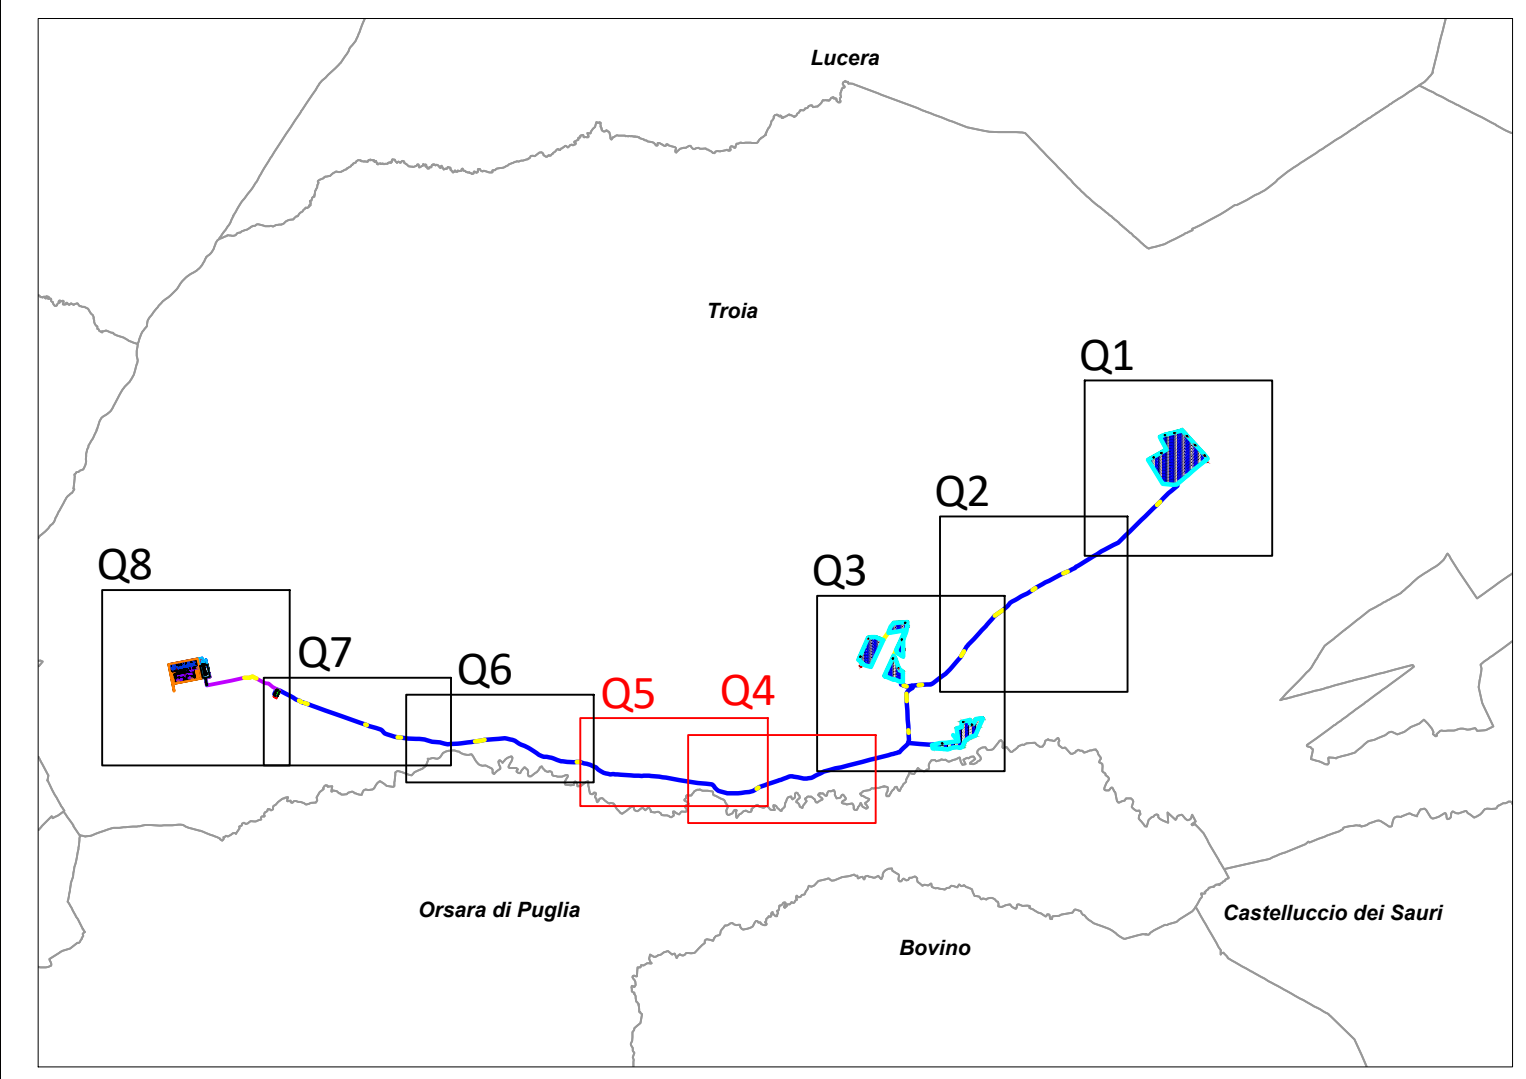 Lucera
Troia
Q1
Q2
Q3
Q8
Q7
Q6
Q5
Q4
Orsara di Puglia
Castelluccio dei Sauri
Bovino